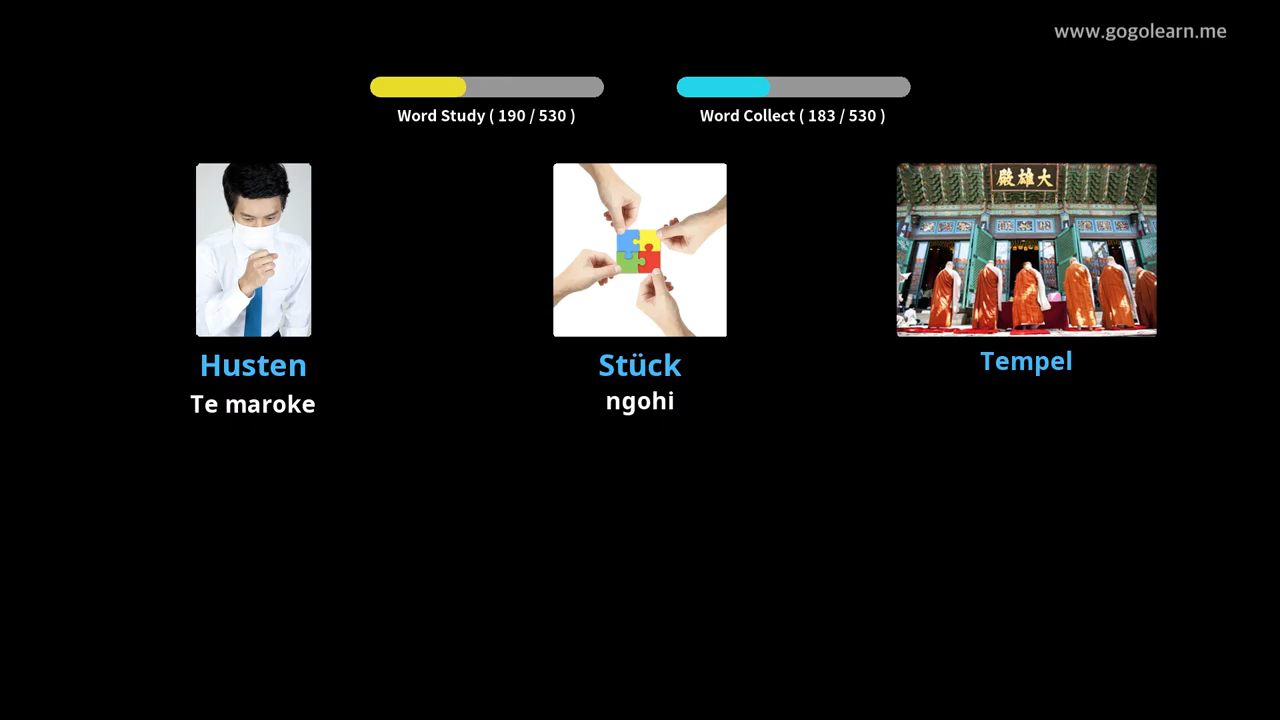 www.gogolearn.me
Word Study ( 190 / 530 )
Word Collect ( 183 / 530 )
大雄殿
Husten
Stück
Tempel
Te maroke
ngohi